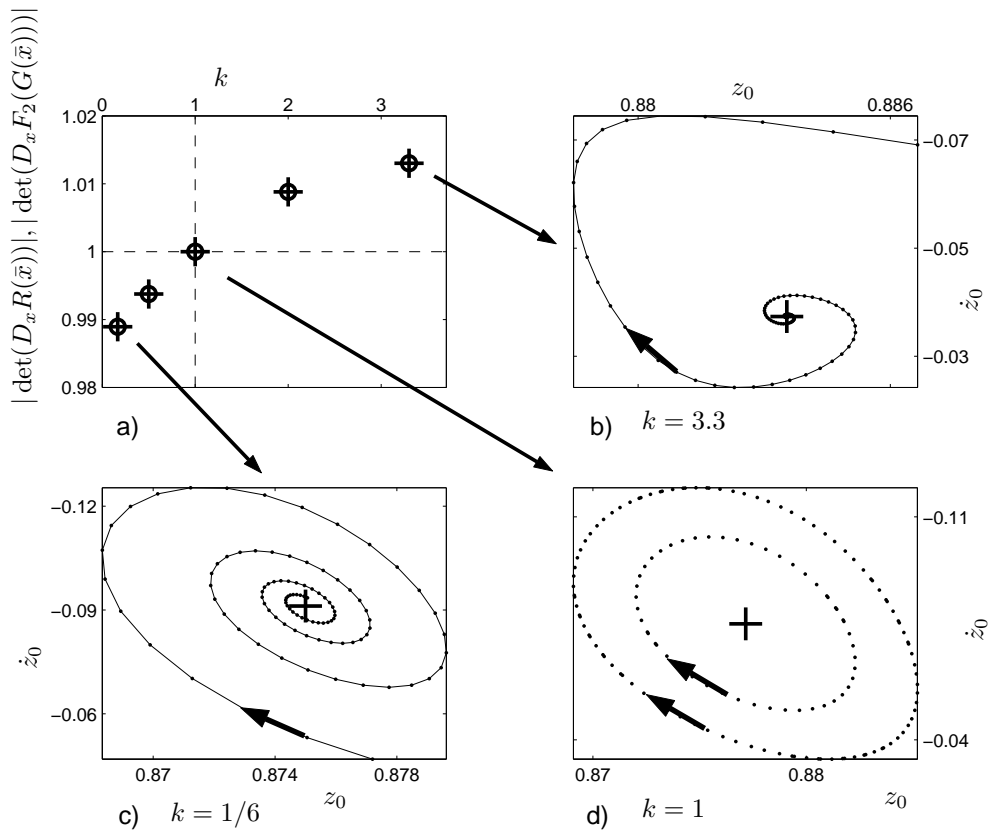 |det(D_xR(x̄))|, |det(D_xF_2(G(x̄)))|
k
0 1 2 3
1.02
1.01
1
0.99
0.98
a)
z_0
0.88 0.886
−0.07
−0.05
−0.03
ż_0
b) k = 3.3
−0.12
−0.09
−0.06
ż_0
0.87 0.874 0.878
z_0
c) k = 1/6
−0.11
−0.04
ż_0
0.87 0.88
z_0
d) k = 1